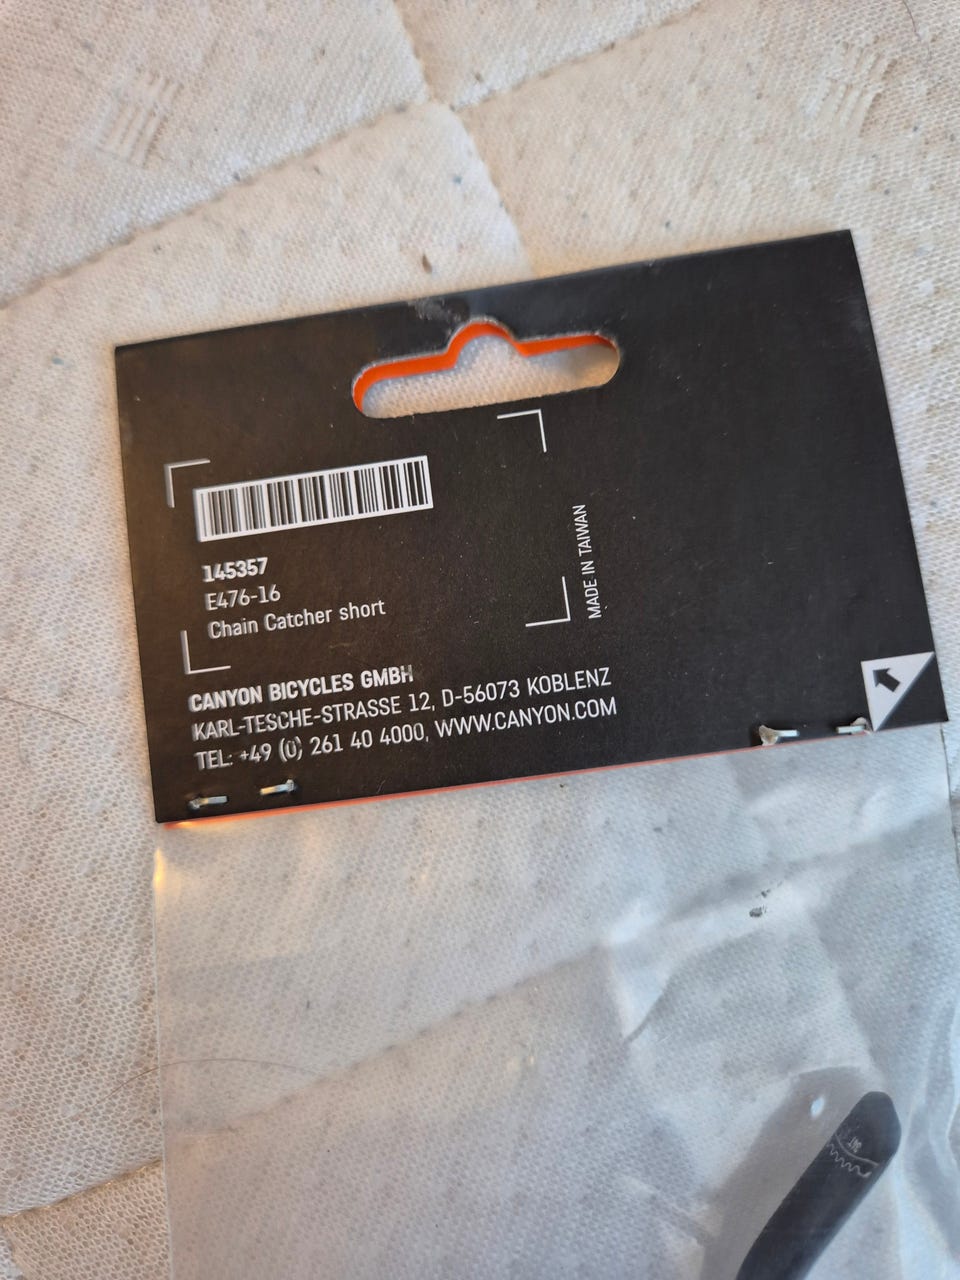 145357
E476-16
Chain Catcher short
MADE IN TAIWAN
CANYON BICYCLES GMBH
KARL-TESCHE-STRASSE 12, D-56073 KOBLENZ
TEL: +49 (0) 261 40 4000, WWW.CANYON.COM
34T